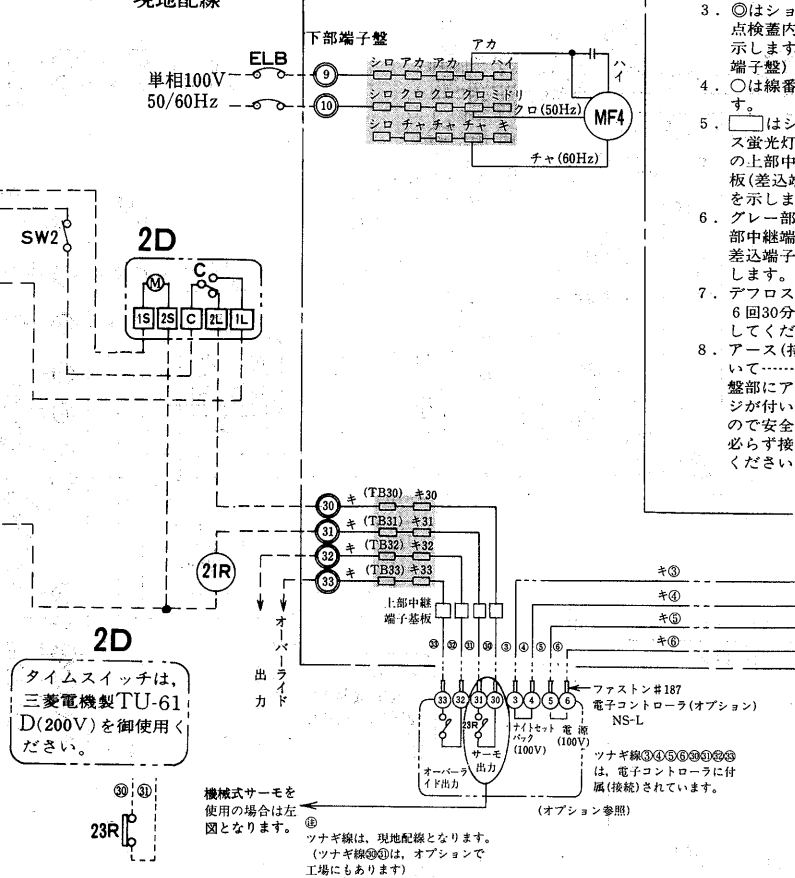 現地配線
下部端子盤
ELB
単相100V
50/60Hz
⑨
⑩
シロ アカ アカ ハイ
シロ クロ クロ クロ ミドリ
シロ チャ チャ チャ キ
アカ
ハイ
クロ(50Hz)
MF4
チャ(60Hz)
3. ◎はショ
点検蓋内
示します
端子盤)
4. ○は線番
す。
5. □はシ
ス蛍光灯
の上部中
板(差込端
を示しま
6. グレー部
部中継端
差込端子
します。
7. デフロス
6回30分
してくだ
8. アース(接
いて------
盤部にア
ジが付い
ので安全
必らず接
ください
SW2
2D
M
C
1S 2S C 2L 1L
㉚ キ (TB30) キ30
㉛ キ (TB31) キ31
㉜ キ (TB32) キ32
㉝ キ (TB33) キ33
21R
オーバーライド
出力
上部中継
端子基板
㉝ ㉜ ㉛ ㉚ ③ ④ ⑤ ⑥
キ③
キ④
キ⑤
キ⑥
2D
タイムスイッチは,
三菱電機製TU-61
D(200V)を御使用く
ださい。
㉚ ㉛
23R
33 32 31 30 3 4 5 6
23R
オーバーラ
イド出力
サーモ
出力
ナイトセット
バック
(100V)
電源
(100V)
ファストン#187
電子コントローラ(オプション)
NS-L
ツナギ線③④⑤⑥㉚㉛㉜㉝
は,電子コントローラに付
属(接続)されています。
(オプション参照)
機械式サーモを
使用の場合は左
図となります。
㊟
ツナギ線は,現地配線となります。
(ツナギ線㉚㉛は,オプションで
工場にもあります)